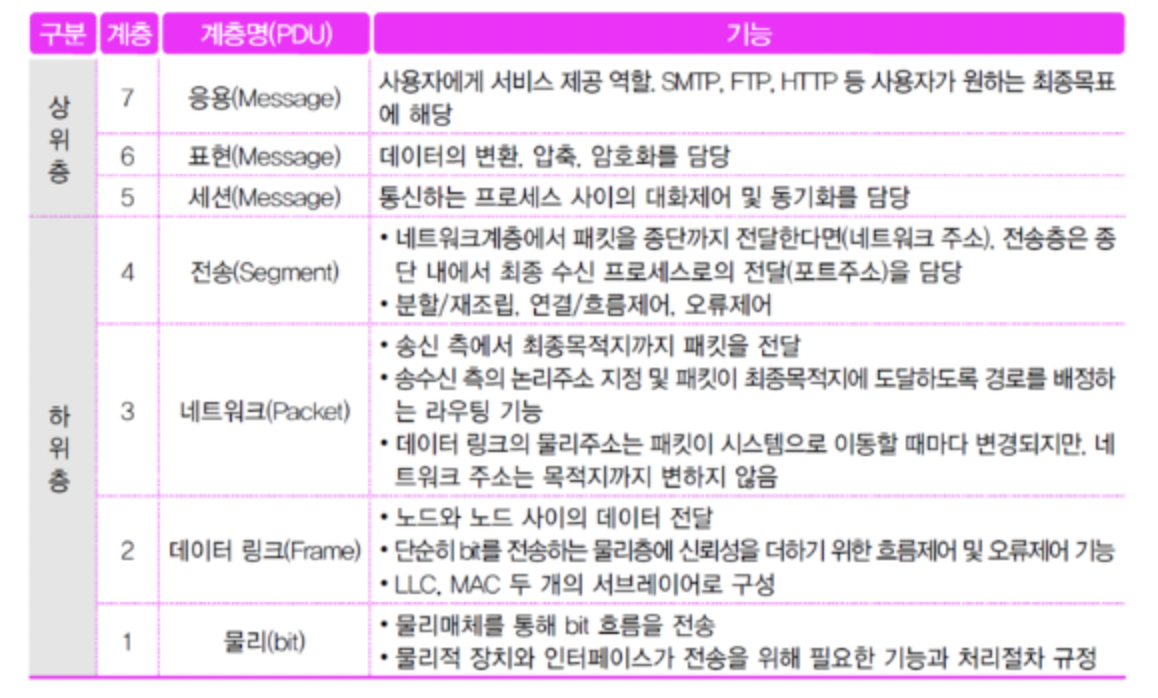 구분 계층 계층명(PDU) 기능
상위층
7 응용(Message) 사용자에게 서비스 제공 역할. SMTP, FTP, HTTP 등 사용자가 원하는 최종목표
에 해당
6 표현(Message) 데이터의 변환, 압축, 암호화를 담당
5 세션(Message) 통신하는 프로세스 사이의 대화제어 및 동기화를 담당
하위층
4 전송(Segment) • 네트워크계층에서 패킷을 종단까지 전달한다면(네트워크 주소), 전송층은 종
단 내에서 최종 수신 프로세스로의 전달(포트주소)을 담당
• 분할/재조립, 연결/흐름제어, 오류제어
3 네트워크(Packet) • 송신 측에서 최종목적지까지 패킷을 전달
• 송수신 측의 논리주소 지정 및 패킷이 최종목적지에 도달하도록 경로를 배정하
는 라우팅 기능
• 데이터 링크의 물리주소는 패킷이 시스템으로 이동할 때마다 변경되지만, 네
트워크 주소는 목적지까지 변하지 않음
2 데이터 링크(Frame) • 노드와 노드 사이의 데이터 전달
• 단순히 bit를 전송하는 물리층에 신뢰성을 더하기 위한 흐름제어 및 오류제어 기능
• LLC, MAC 두 개의 서브레이어로 구성
1 물리(bit) • 물리매체를 통해 bit 흐름을 전송
• 물리적 장치와 인터페이스가 전송을 위해 필요한 기능과 처리절차 규정